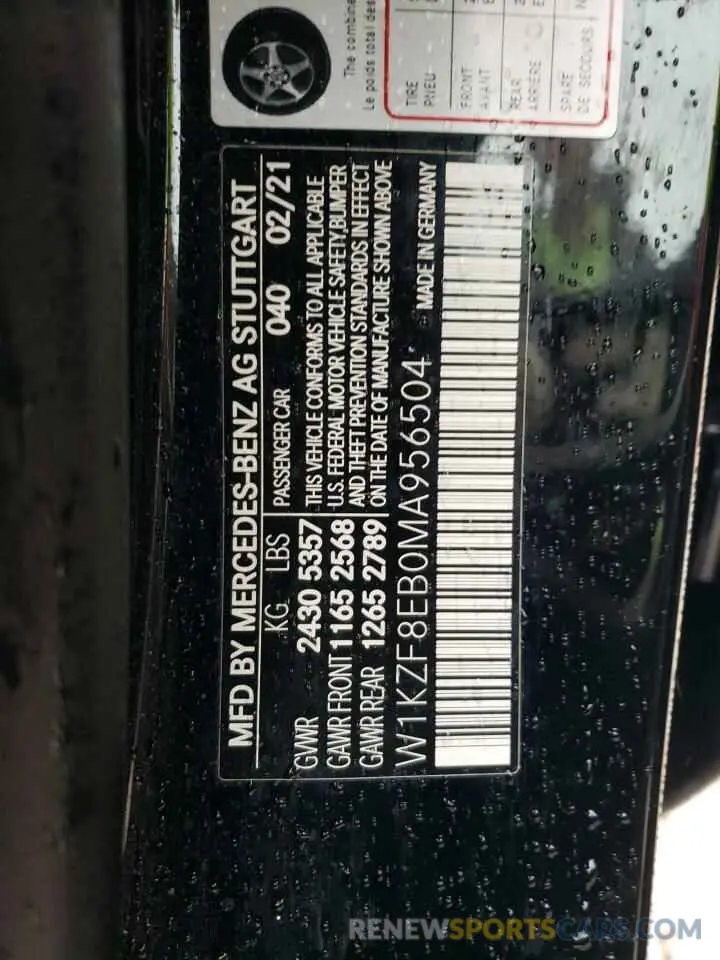 The combine
Le poids total des
TIRE
PNEU
FRONT
AVANT
REAR
ARRIERE
SPARE
DE SECOURS
MFD BY MERCEDES-BENZ AG STUTTGART
KG LBS
GVWR 2430 5357
GAWR FRONT 1165 2568
GAWR REAR 1265 2789
PASSENGER CAR 040 02/21
THIS VEHICLE CONFORMS TO ALL APPLICABLE
U.S. FEDERAL MOTOR VEHICLE SAFETY/BUMPER
AND THEFT PREVENTION STANDARDS IN EFFECT
ON THE DATE OF MANUFACTURE SHOWN ABOVE
W1KZF8EB0MA956504 MADE IN GERMANY
RENEWSPORTSCARS.COM